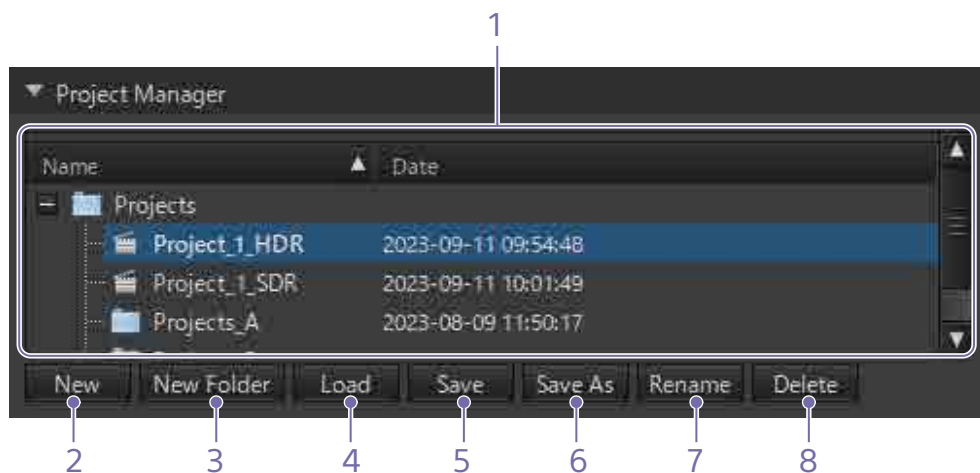 1
Project Manager
Name Date
Projects
Project_1_HDR 2023-09-11 09:54:48
Project_1_SDR 2023-09-11 10:01:49
Projects_A 2023-08-09 11:50:17
New New Folder Load Save Save As Rename Delete
2 3 4 5 6 7 8